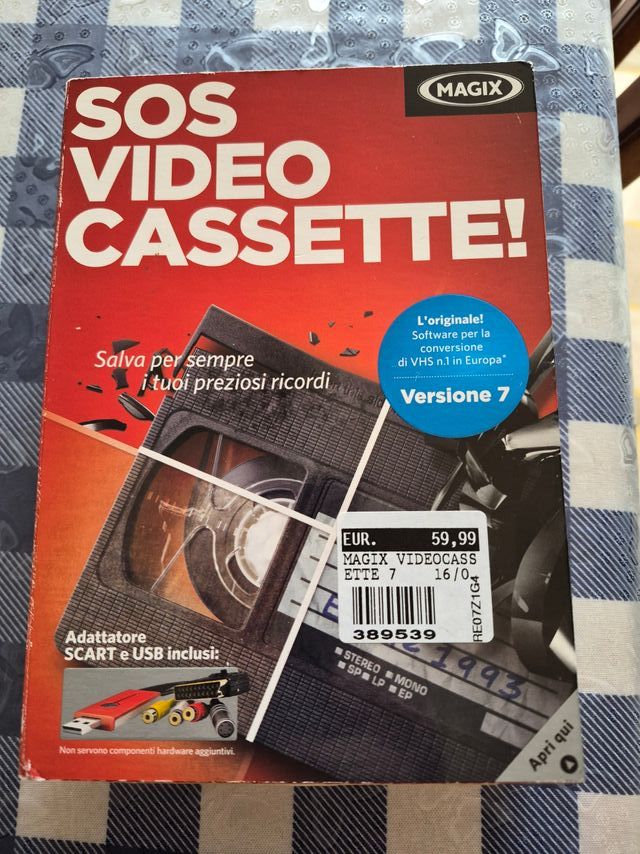 MAGIX
SOS
VIDEO
CASSETTE!
L'originale!
Software per la
conversione
di VHS n.1 in Europa*
Versione 7
Salva per sempre
i tuoi preziosi ricordi
EUR. 59,99
MAGIX VIDEOCASS
ETTE 7 16/0
RE07Z1G4
389539
1993
STEREO MONO
SP LP EP
Adattatore
SCART e USB inclusi:
Non servono componenti hardware aggiuntivi.
Apri qui